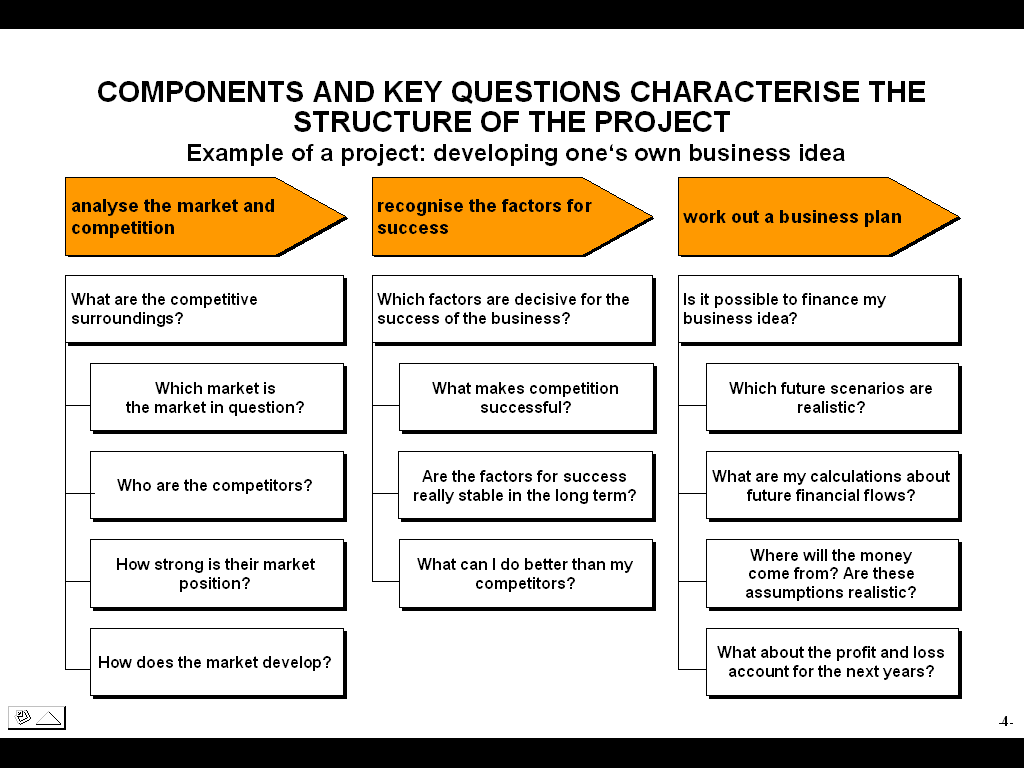 COMPONENTS AND KEY QUESTIONS CHARACTERISE THE
STRUCTURE OF THE PROJECT
Example of a project: developing one‘s own business idea
analyse the market and
competition
recognise the factors for
success
work out a business plan
What are the competitive
surroundings?
Which market is
the market in question?
Who are the competitors?
How strong is their market
position?
How does the market develop?
Which factors are decisive for the
success of the business?
What makes competition
successful?
Are the factors for success
really stable in the long term?
What can I do better than my
competitors?
Is it possible to finance my
business idea?
Which future scenarios are
realistic?
What are my calculations about
future financial flows?
Where will the money
come from? Are these
assumptions realistic?
What about the profit and loss
account for the next years?
-4-